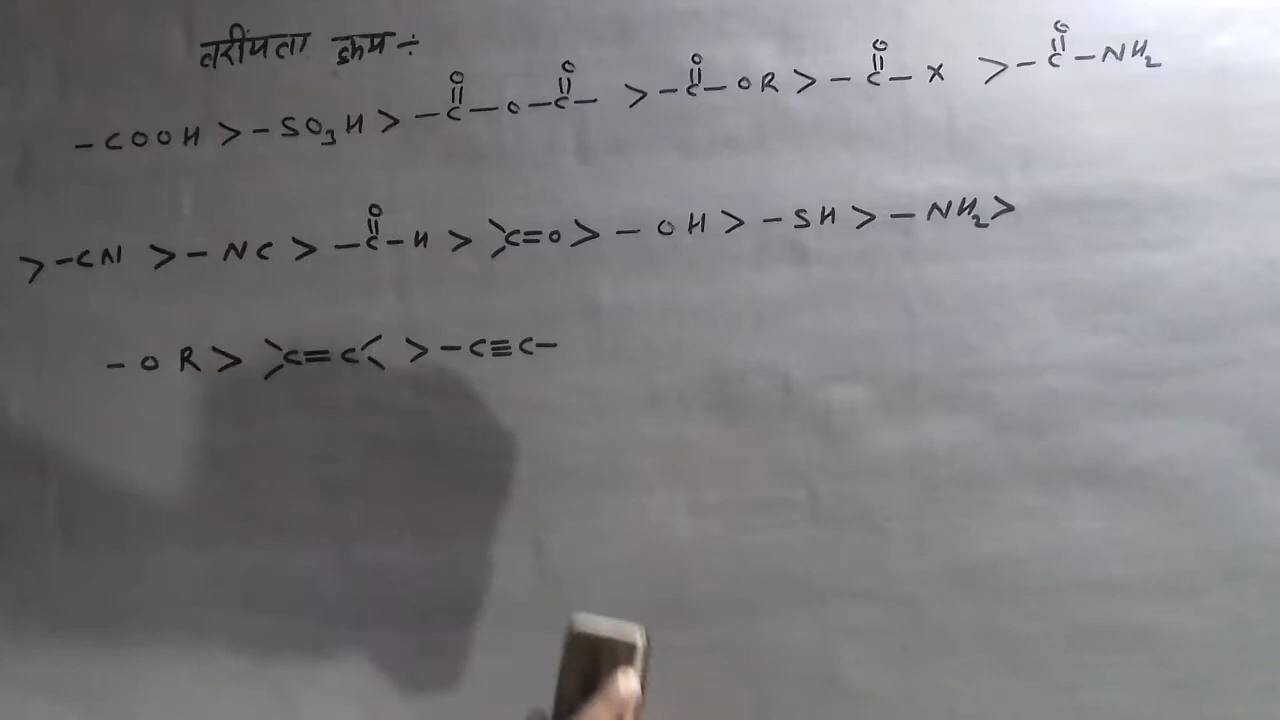 वरीयता क्रम ÷
-COOH > -SO₃H > -C(=O)-O-C(=O)- > -C(=O)-OR > -C(=O)-X > -C(=O)-NH₂
> -CN > -NC > -C(=O)-H > >C=O > -OH > -SH > -NH₂ >
-OR > >C=C< > -C≡C-